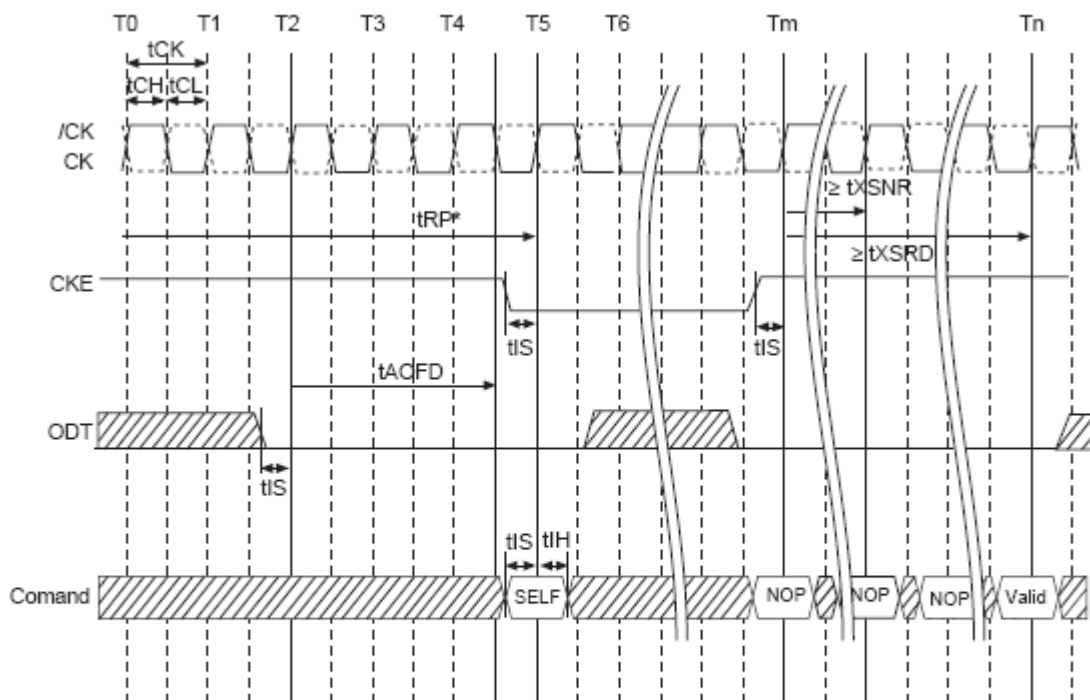 T0 T1 T2 T3 T4 T5 T6 Tm Tn
tCK
tCH tCL
/CK
CK
≥ tXSNR
tRP*
≥ tXSRD
CKE
tIS
tIS
tAOFD
ODT
tIS
tIS tIH
Comand
SELF
NOP
NOP
NOP
Valid